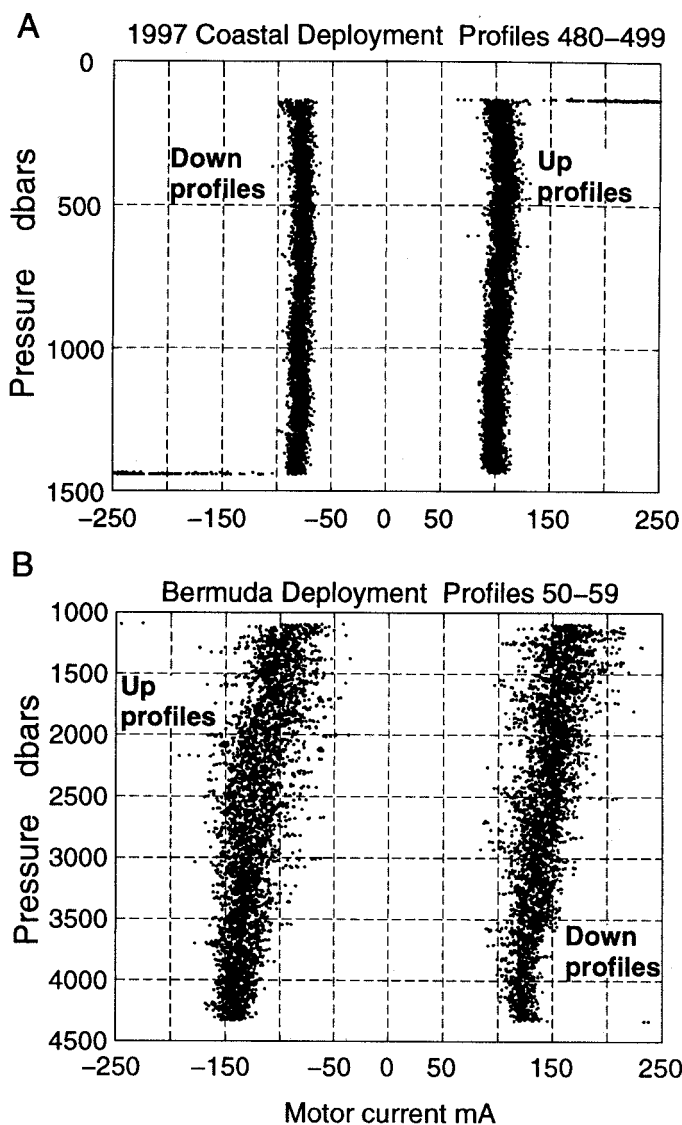 A
1997 Coastal Deployment Profiles 480–499
0
Down
profiles
Up
profiles
500
1000
1500
Pressure dbars
−250 −150 −50 0 50 150 250
B
Bermuda Deployment Profiles 50–59
1000
1500
Up
profiles
2000
2500
3000
3500
Down
profiles
4000
4500
Pressure dbars
−250 −150 −50 0 50 150 250
Motor current mA